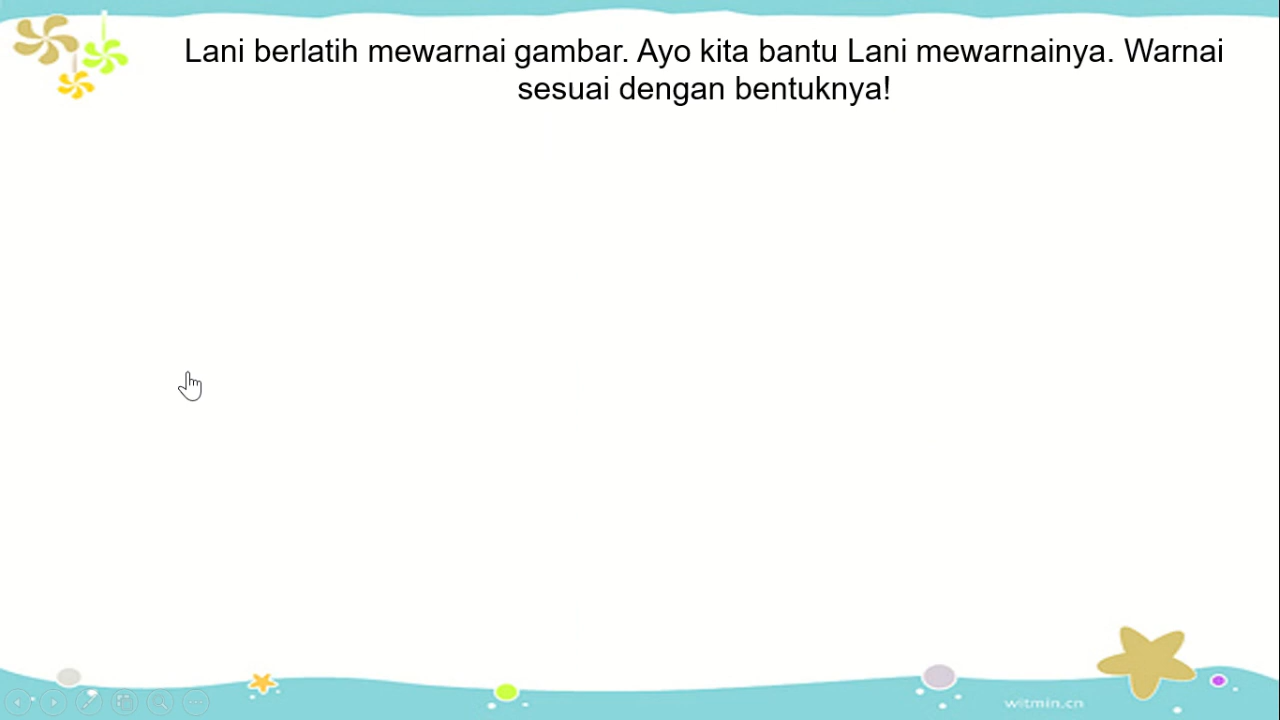 Lani berlatih mewarnai gambar. Ayo kita bantu Lani mewarnainya. Warnai
sesuai dengan bentuknya!
witmin.cn